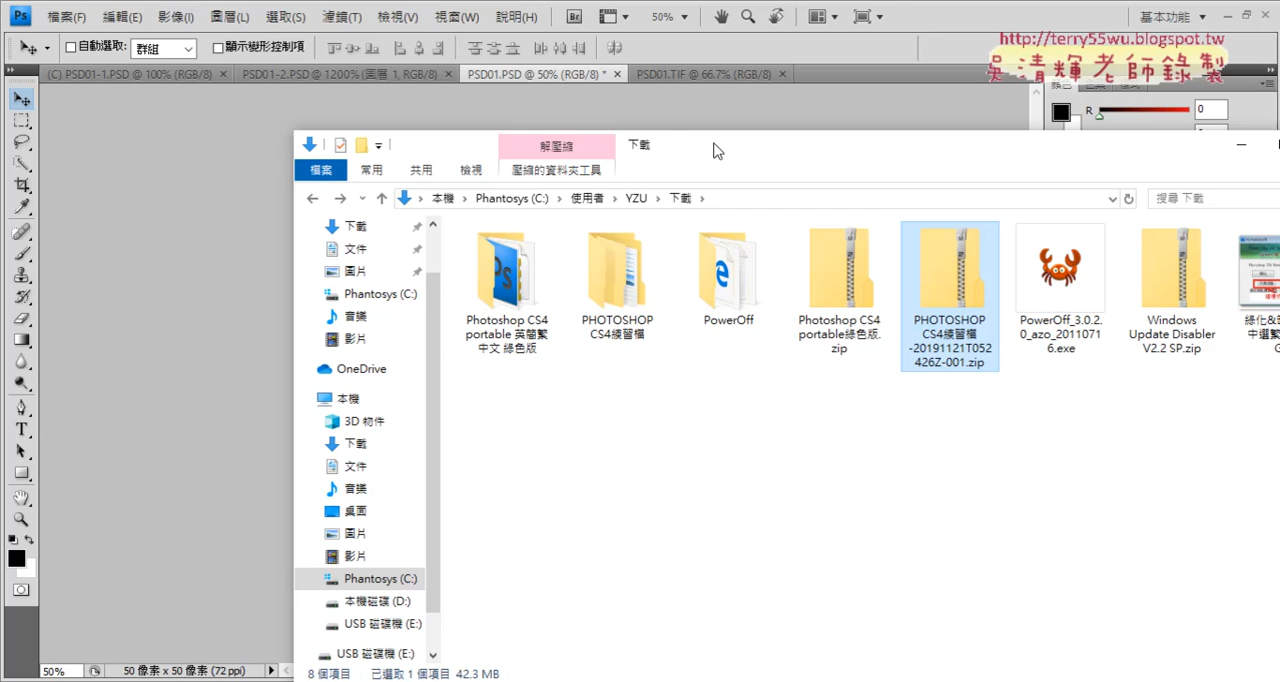 Ps 檔案(F) 編輯(E) 影像(I) 圖層(L) 選取(S) 濾鏡(T) 檢視(V) 視窗(W) 說明(H) Br 50% 基本功能
自動選取: 群組 顯示變形控制項
http://terry55wu.blogspot.tw
吳清輝老師錄製
(C) PSD01-1.PSD @ 100% (RGB/8) PSD01-2.PSD @ 1200% (圖層 1, RGB/8) PSD01.PSD @ 50% (RGB/8) * PSD01.TIF @ 66.7% (RGB/8)
R 0
解壓縮 下載
檔案 常用 共用 檢視 壓縮的資料夾工具
本機 Phantosys (C:) 使用者 YZU 下載 搜尋 下載
下載
文件
圖片
Phantosys (C:)
音樂
影片
OneDrive
本機
3D 物件
下載
文件
音樂
桌面
圖片
影片
Phantosys (C:)
本機磁碟 (D:)
USB 磁碟機 (E:)
USB 磁碟機 (E:)
Photoshop CS4
portable 英簡繁
中文 綠色版
PHOTOSHOP
CS4練習檔
PowerOff
Photoshop CS4
portable綠色版.
zip
PHOTOSHOP
CS4練習檔
-20191121T052
426Z-001.zip
PowerOff_3.0.2.
0_azo_2011071
6.exe
Windows
Update Disabler
V2.2 SP.zip
綠化&
中選繁
8 個項目 已選取 1 個項目 42.3 MB
50% 50 像素 x 50 像素 (72 ppi)